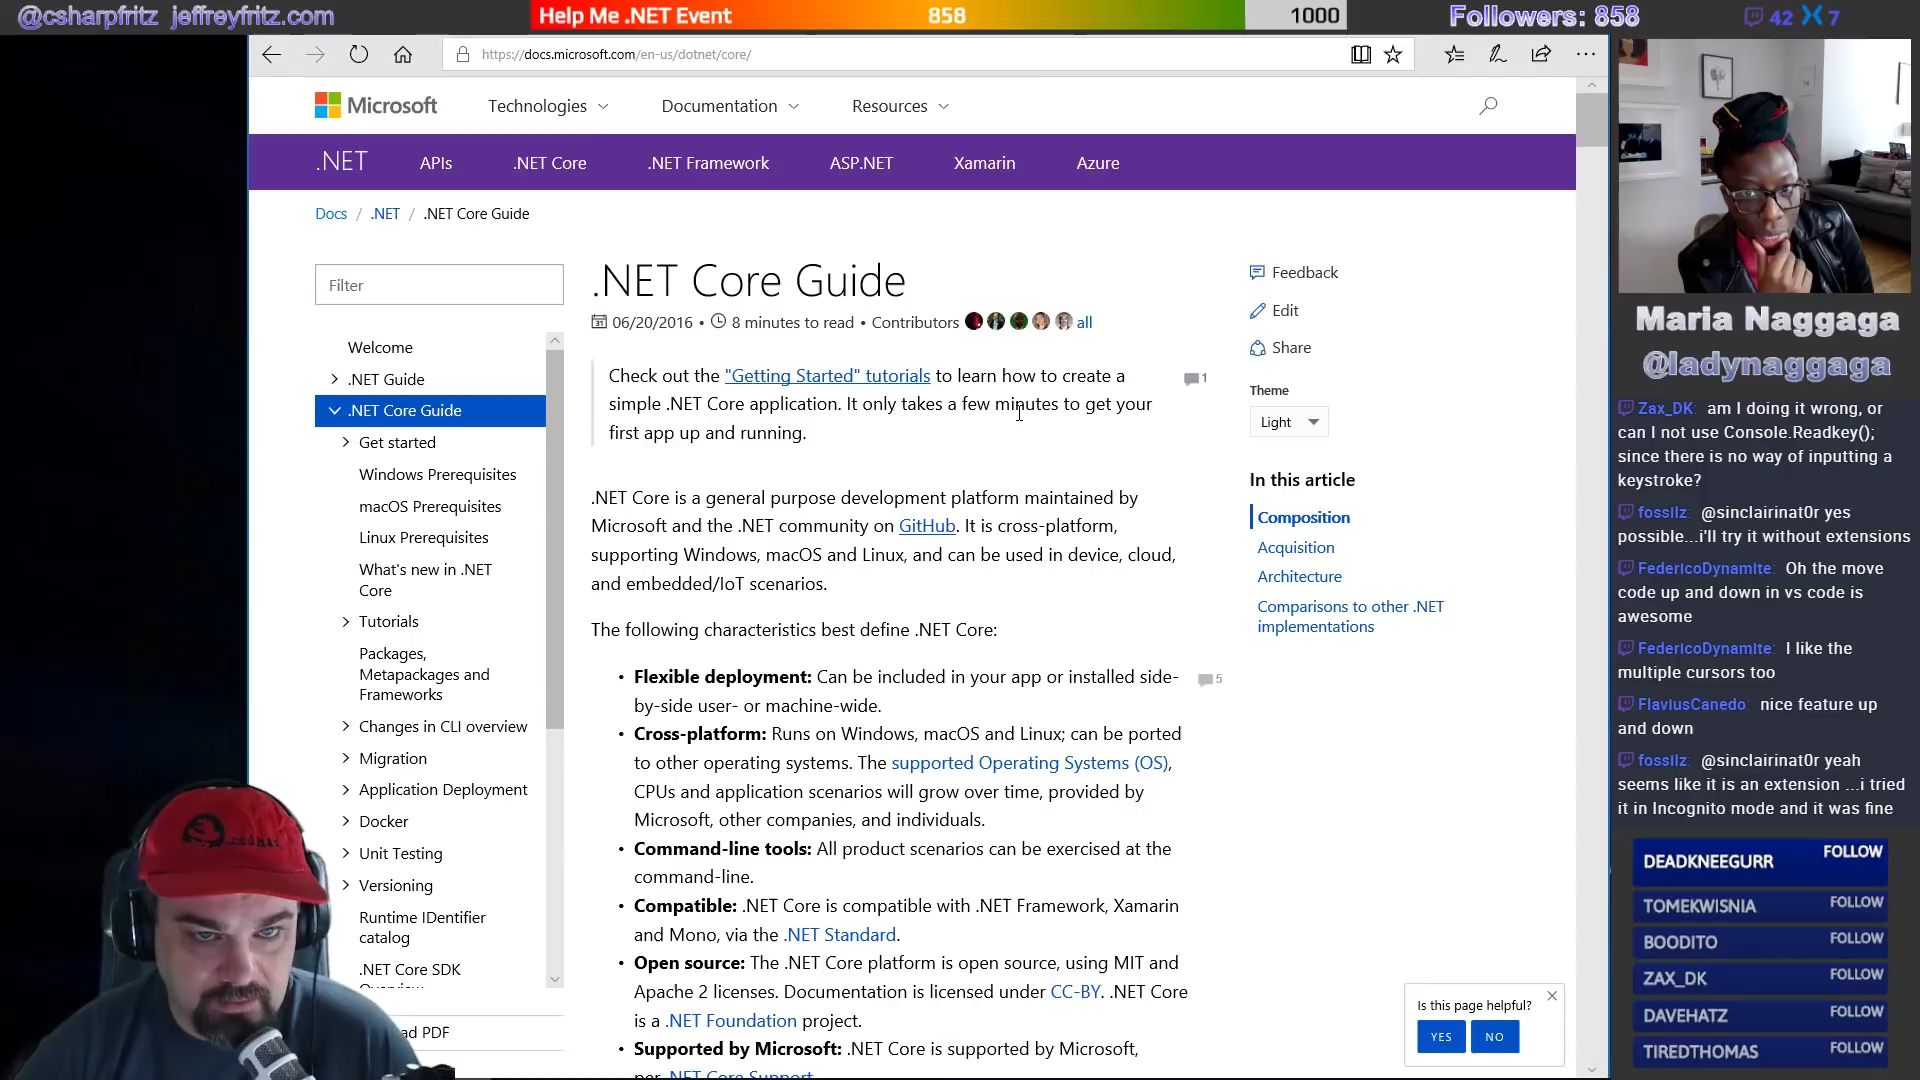 @csharpfritz jeffreyfritz.com
Help Me .NET Event 858 1000
Followers: 858
42 7
https://docs.microsoft.com/en-us/dotnet/core/
Microsoft
Technologies
Documentation
Resources
.NET
APIs
.NET Core
.NET Framework
ASP.NET
Xamarin
Azure
Docs / .NET / .NET Core Guide
Filter
Welcome
.NET Guide
.NET Core Guide
Get started
Windows Prerequisites
macOS Prerequisites
Linux Prerequisites
What's new in .NET
Core
Tutorials
Packages,
Metapackages and
Frameworks
Changes in CLI overview
Migration
Application Deployment
Docker
Unit Testing
Versioning
Runtime IDentifier
catalog
.NET Core SDK
Overview
ad PDF
.NET Core Guide
06/20/2016 • 8 minutes to read • Contributors all
Check out the "Getting Started" tutorials to learn how to create a
simple .NET Core application. It only takes a few minutes to get your
first app up and running.
1
.NET Core is a general purpose development platform maintained by
Microsoft and the .NET community on GitHub. It is cross-platform,
supporting Windows, macOS and Linux, and can be used in device, cloud,
and embedded/IoT scenarios.
The following characteristics best define .NET Core:
• Flexible deployment: Can be included in your app or installed side-
by-side user- or machine-wide.
5
• Cross-platform: Runs on Windows, macOS and Linux; can be ported
to other operating systems. The supported Operating Systems (OS),
CPUs and application scenarios will grow over time, provided by
Microsoft, other companies, and individuals.
• Command-line tools: All product scenarios can be exercised at the
command-line.
• Compatible: .NET Core is compatible with .NET Framework, Xamarin
and Mono, via the .NET Standard.
• Open source: The .NET Core platform is open source, using MIT and
Apache 2 licenses. Documentation is licensed under CC-BY. .NET Core
is a .NET Foundation project.
• Supported by Microsoft: .NET Core is supported by Microsoft,
per .NET Core Support
Feedback
Edit
Share
Theme
Light
In this article
Composition
Acquisition
Architecture
Comparisons to other .NET
implementations
Is this page helpful?
YES
NO
Maria Naggaga
@ladynaggaga
Zax_DK: am I doing it wrong, or
can I not use Console.Readkey();
since there is no way of inputting a
keystroke?
fossilz: @sinclairinat0r yes
possible...i'll try it without extensions
FedericoDynamite: Oh the move
code up and down in vs code is
awesome
FedericoDynamite: I like the
multiple cursors too
FlaviusCanedo: nice feature up
and down
fossilz: @sinclairinat0r yeah
seems like it is an extension ...i tried
it in Incognito mode and it was fine
DEADKNEEGURR FOLLOW
TOMEKWISNIA FOLLOW
BOODITO FOLLOW
ZAX_DK FOLLOW
DAVEHATZ FOLLOW
TIREDTHOMAS FOLLOW